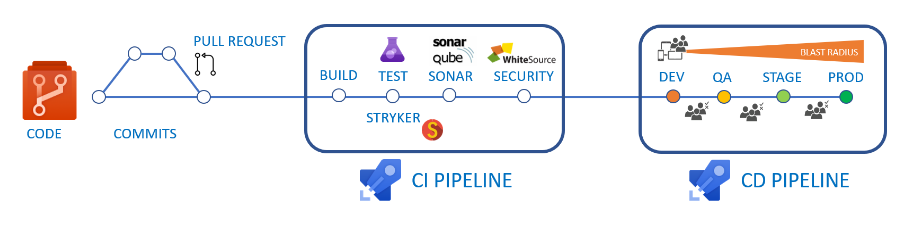 CODE
COMMITS
PULL REQUEST
BUILD
TEST
STRYKER
S
sonar
qube
SONAR
WhiteSource
SECURITY
CI PIPELINE
BLAST RADIUS
DEV
QA
STAGE
PROD
CD PIPELINE